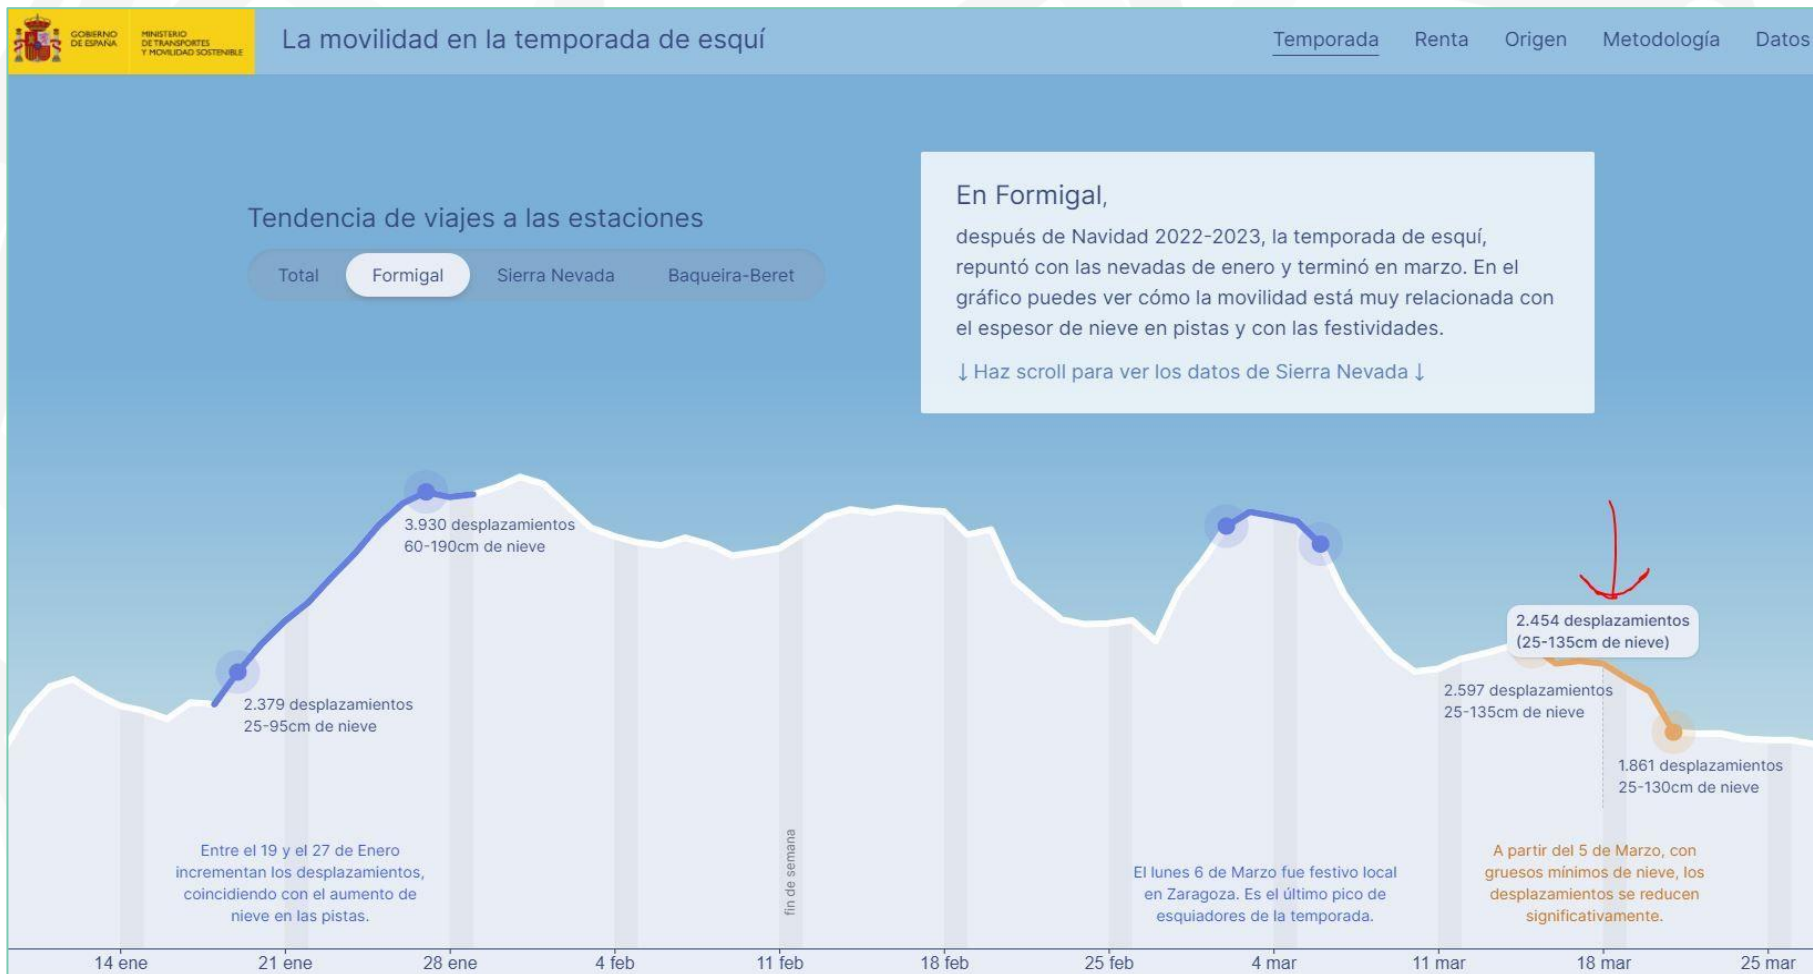 GOBIERNO
DE ESPAÑA
MINISTERIO
DE TRANSPORTES
Y MOVILIDAD SOSTENIBLE
La movilidad en la temporada de esquí
Temporada
Renta
Origen
Metodología
Datos
Tendencia de viajes a las estaciones
Total
Formigal
Sierra Nevada
Baqueira-Beret
En Formigal,
después de Navidad 2022-2023, la temporada de esquí,
repuntó con las nevadas de enero y terminó en marzo. En el
gráfico puedes ver cómo la movilidad está muy relacionada con
el espesor de nieve en pistas y con las festividades.
↓ Haz scroll para ver los datos de Sierra Nevada ↓
3.930 desplazamientos
60-190cm de nieve
2.379 desplazamientos
25-95cm de nieve
2.454 desplazamientos
(25-135cm de nieve)
2.597 desplazamientos
25-135cm de nieve
1.861 desplazamientos
25-130cm de nieve
Entre el 19 y el 27 de Enero
incrementan los desplazamientos,
coincidiendo con el aumento de
nieve en las pistas.
fin de semana
El lunes 6 de Marzo fue festivo local
en Zaragoza. Es el último pico de
esquiadores de la temporada.
A partir del 5 de Marzo, con
gruesos mínimos de nieve, los
desplazamientos se reducen
significativamente.
14 ene
21 ene
28 ene
4 feb
11 feb
18 feb
25 feb
4 mar
11 mar
18 mar
25 mar